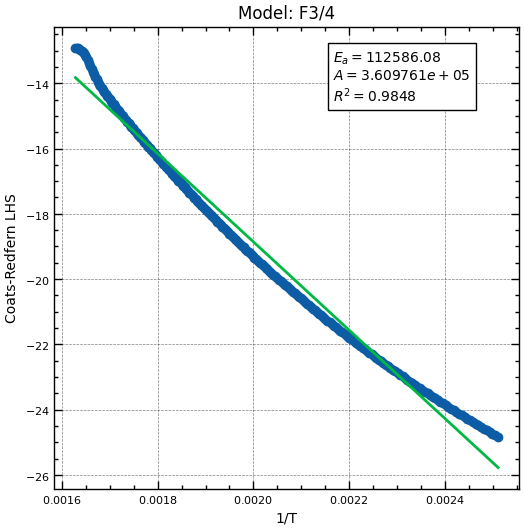 Model: F3/4
E_a = 112586.08
A = 3.609761e + 05
R^2 = 0.9848
Coats-Redfern LHS
−14
−16
−18
−20
−22
−24
−26
0.0016 0.0018 0.0020 0.0022 0.0024
1/T